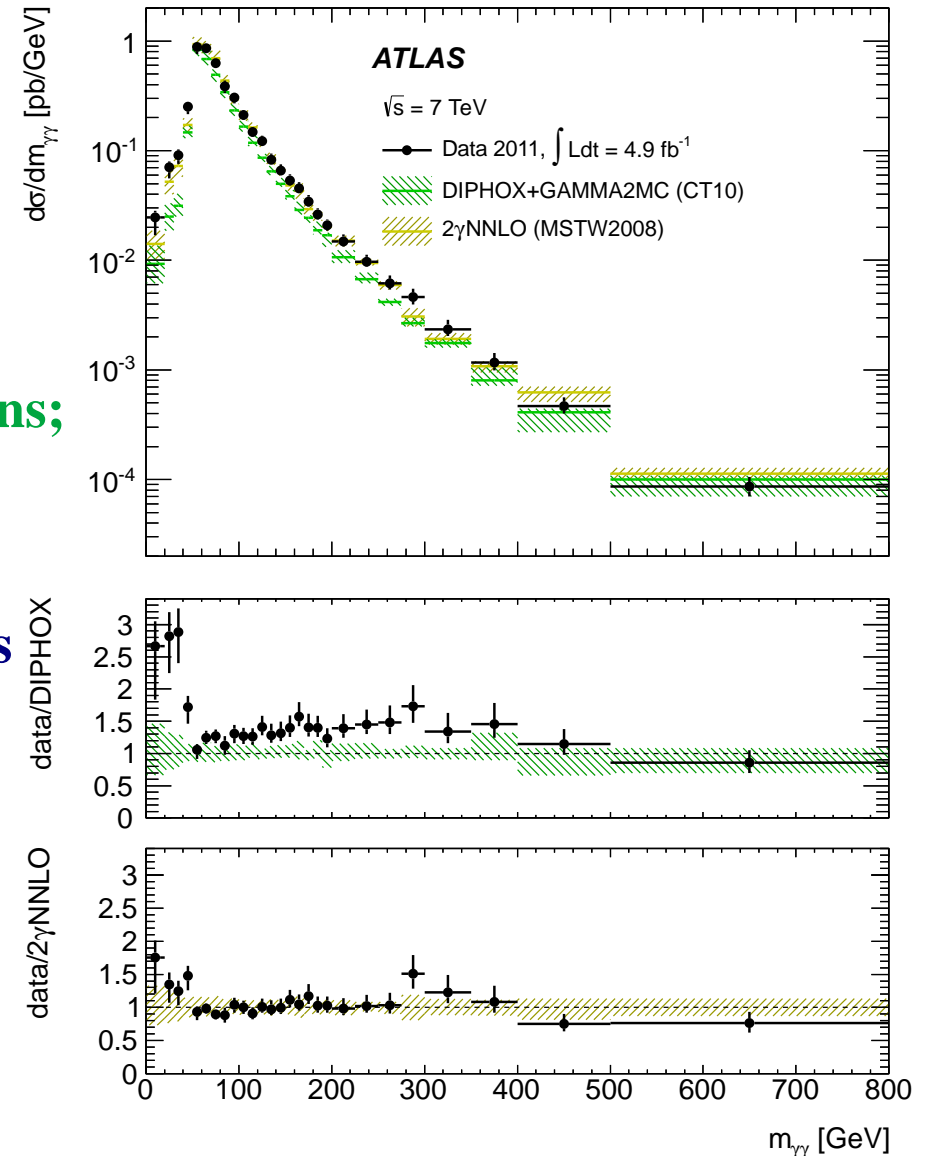 dσ/dmγγ [pb/GeV]
1
10⁻¹
10⁻²
10⁻³
10⁻⁴
ATLAS
√s = 7 TeV
Data 2011, ∫ Ldt = 4.9 fb⁻¹
DIPHOX+GAMMA2MC (CT10)
2γNNLO (MSTW2008)
ns;
s
data/DIPHOX
3
2.5
2
1.5
1
0.5
0
data/2γNNLO
3
2.5
2
1.5
1
0.5
0
0 100 200 300 400 500 600 700 800
mγγ [GeV]